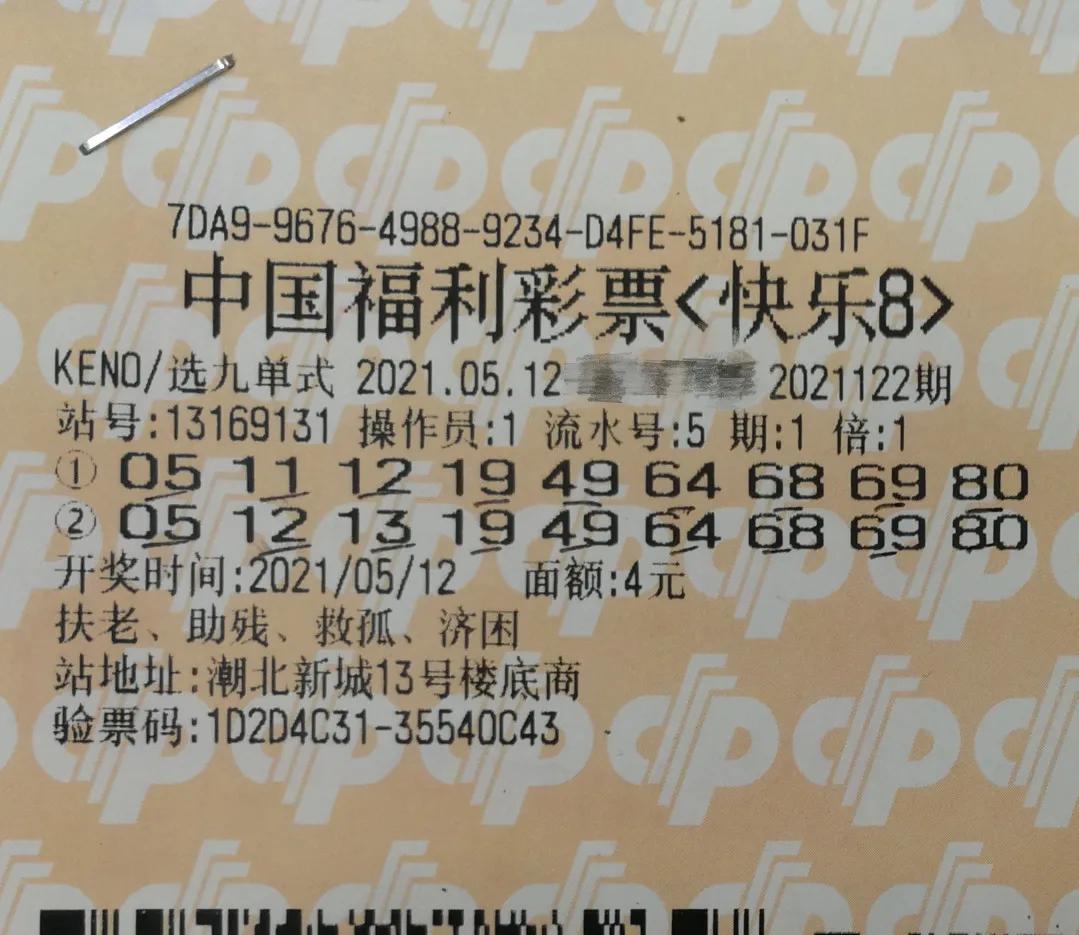 7DA9-9676-4988-9234-D4FE-5181-031F
中国福利彩票<快乐8>
KENO/选九单式 2021.05.12 2021122期
站号:13169131 操作员:1 流水号:5 期:1 倍:1
① 05 11 12 19 49 64 68 69 80
② 05 12 13 19 49 64 68 69 80
开奖时间:2021/05/12 面额:4元
扶老、助残、救孤、济困
站地址:潮北新城13号楼底商
验票码:1D2D4C31-35540C43